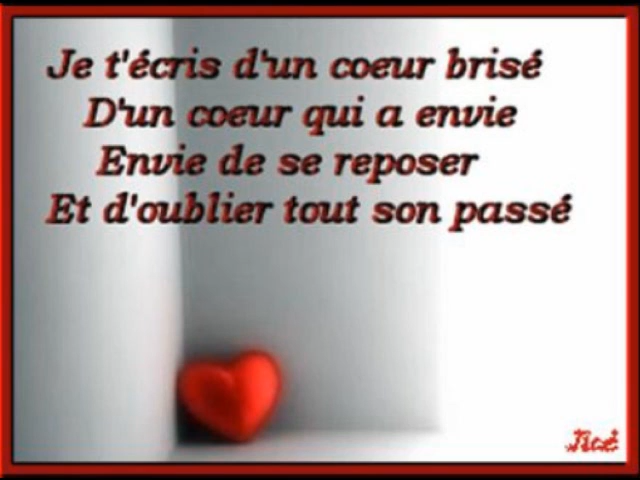 Je t'écris d'un coeur brisé
D'un coeur qui a envie
Envie de se reposer
Et d'oublier tout son passé